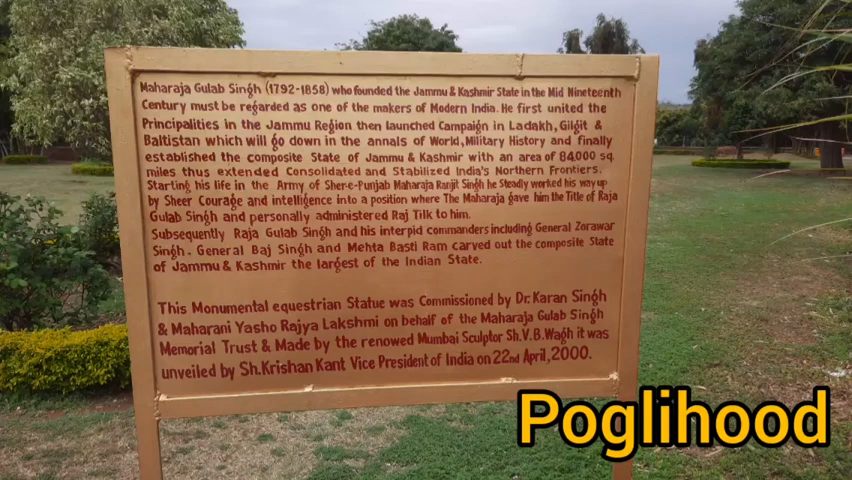 Maharaja Gulab Singh (1792-1858) who founded the Jammu & Kashmir State in the Mid Nineteenth
Century must be regarded as one of the makers of Modern India. He first united the
Principalities in the Jammu Region then launched Campaign in Ladakh, Gilgit &
Baltistan which will go down in the annals of World, Military History and finally
established the composite State of Jammu & Kashmir with an area of 84,000 sq.
miles thus extended Consolidated and Stabilized India's Northern Frontiers.
Starting his life in the Army of Sher-e-Punjab Maharaja Ranjit Singh he Steadly worked his way up
by Sheer Courage and intelligence into a position where The Maharaja gave him the Title of Raja
Gulab Singh and personally administered Raj Tilk to him.
Subsequently Raja Gulab Singh and his interpid commanders including General Zorawar
Singh. General Baj Singh and Mehta Basti Ram carved out the composite State
of Jammu & Kashmir the largest of the Indian State.
This Monumental equestrian Statue was Commissioned by Dr. Karan Singh
& Maharani Yasho Rajya Lakshmi on behalf of the Maharaja Gulab Singh
Memorial Trust & Made by the renowed Mumbai Sculptor Sh. V. B. Wagh it was
unveiled by Sh. Krishan Kant Vice President of India on 22nd April, 2000.
Poglihood